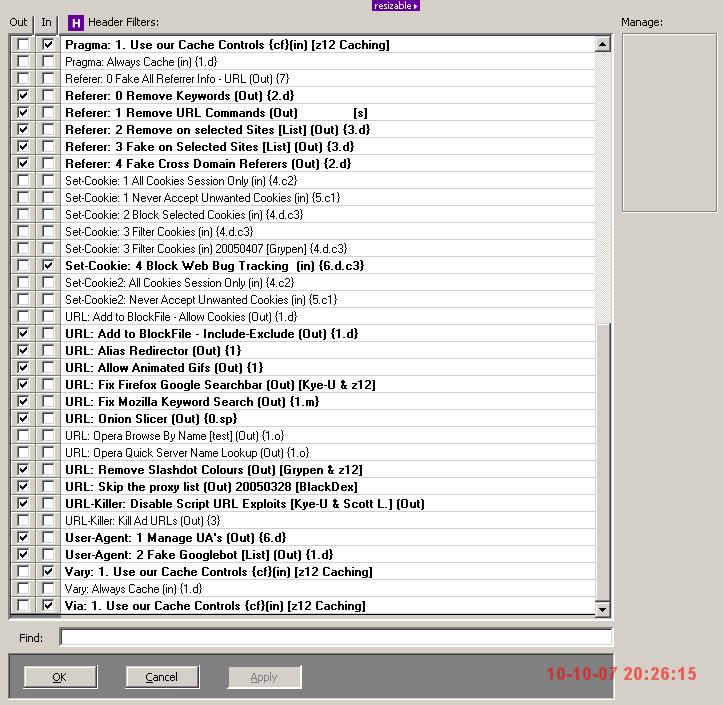 resizable
Out In H Header Filters: Manage:
Pragma: 1. Use our Cache Controls {cf}(in) [z12 Caching]
Pragma: Always Cache (in) {1.d}
Referer: 0 Fake All Referrer Info - URL (Out) {7}
Referer: 0 Remove Keywords (Out) {2.d}
Referer: 1 Remove URL Commands (Out) [s]
Referer: 2 Remove on selected Sites [List] (Out) {3.d}
Referer: 3 Fake on Selected Sites [List] (Out) {3.d}
Referer: 4 Fake Cross Domain Referers (Out) {2.d}
Set-Cookie: 1 All Cookies Session Only (in) {4.c2}
Set-Cookie: 1 Never Accept Unwanted Cookies (in) {5.c1}
Set-Cookie: 2 Block Selected Cookies (in) {4.d.c3}
Set-Cookie: 3 Filter Cookies (in) {4.d.c3}
Set-Cookie: 3 Filter Cookies (in) 20050407 [Grypen] {4.d.c3}
Set-Cookie: 4 Block Web Bug Tracking (in) {6.d.c3}
Set-Cookie2: All Cookies Session Only (in) {4.c2}
Set-Cookie2: Never Accept Unwanted Cookies (in) {5.c1}
URL: Add to BlockFile - Allow Cookies (Out) {1.d}
URL: Add to BlockFile - Include-Exclude (Out) {1.d}
URL: Alias Redirector (Out) {1}
URL: Allow Animated Gifs (Out) {1}
URL: Fix Firefox Google Searchbar (Out) [Kye-U & z12]
URL: Fix Mozilla Keyword Search (Out) {1.m}
URL: Onion Slicer (Out) {0.sp}
URL: Opera Browse By Name [test] (Out) {1.o}
URL: Opera Quick Server Name Lookup (Out) {1.o}
URL: Remove Slashdot Colours (Out) [Grypen & z12]
URL: Skip the proxy list (Out) 20050328 [BlackDex]
URL-Killer: Disable Script URL Exploits [Kye-U & Scott L.] (Out)
URL-Killer: Kill Ad URLs (Out) {3}
User-Agent: 1 Manage UA's (Out) {6.d}
User-Agent: 2 Fake Googlebot [List] (Out) {1.d}
Vary: 1. Use our Cache Controls {cf}(in) [z12 Caching]
Vary: Always Cache (in) {1.d}
Via: 1. Use our Cache Controls {cf}(in) [z12 Caching]
Find:
OK Cancel Apply
10-10-07 20:26:15